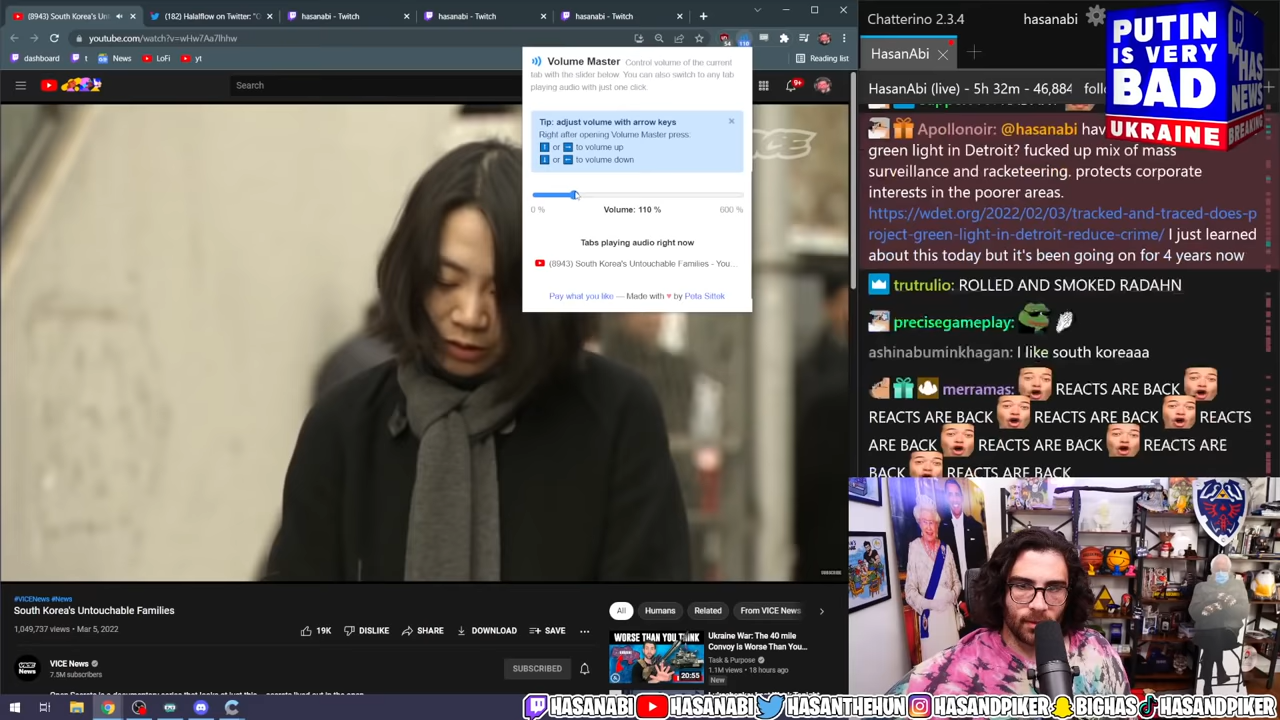 (8943) South Korea's Un
(182) Halalflow on Twitter: "
hasanabi - Twitch
hasanabi - Twitch
hasanabi - Twitch
youtube.com/watch?v=wHw7Aa7lhhw
dashboard
t
News
LoFi
yt
Reading list
Search
9+
Volume Master Control volume of the current
tab with the slider below. You can also switch to any tab
playing audio with just one click.
Tip: adjust volume with arrow keys
Right after opening Volume Master press:
or → to volume up
or ← to volume down
0 %
Volume: 110 %
600 %
Tabs playing audio right now
(8943) South Korea's Untouchable Families - You...
Pay what you like — Made with ♥ by Peta Sittek
SUBSCRIBE
#VICENews #News
South Korea's Untouchable Families
1,049,737 views • Mar 5, 2022
19K
DISLIKE
SHARE
DOWNLOAD
SAVE
VICE News
7.5M subscribers
SUBSCRIBED
All
Humans
Related
From VICE News
WORSE THAN YOU THINK
20:55
Ukraine War: The 40 mile
Convoy is Worse Than You...
Task & Purpose
1.1M views • 18 hours ago
New
Chatterino 2.3.4
hasanabi
HasanAbi
HasanAbi (live) - 5h 32m - 46,884
PUTIN
IS VERY
BAD
UKRAINE
HAS
NEWS
BREAKING
Apollonoir: @hasanabi hav
green light in Detroit? fucked up mix of mass
surveillance and racketeering. protects corporate
interests in the poorer areas.
https://wdet.org/2022/02/03/tracked-and-traced-does-p
roject-green-light-in-detroit-reduce-crime/ I just learned
about this today but it's been going on for 4 years now
trutrulio: ROLLED AND SMOKED RADAHN
precisegameplay:
ashinabuminkhagan: I like south koreaaa
merramas: REACTS ARE BACK
REACTS ARE BACK REACTS ARE BACK REACTS
ARE BACK REACTS ARE BACK REACTS ARE
BACK REACTS ARE BACK
HASANABI
HASANABI
HASANTHEHUN
HASANDPIKER
BIGHAS
HASANDPIKER